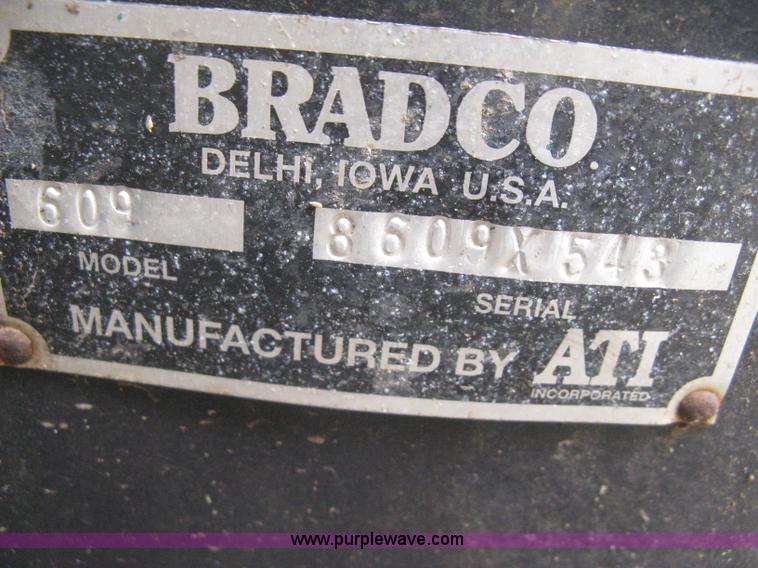 BRADCO.
DELHI, IOWA U.S.A.
609 8609X543
MODEL SERIAL
MANUFACTURED BY ATI
INCORPORATED
www.purplewave.com